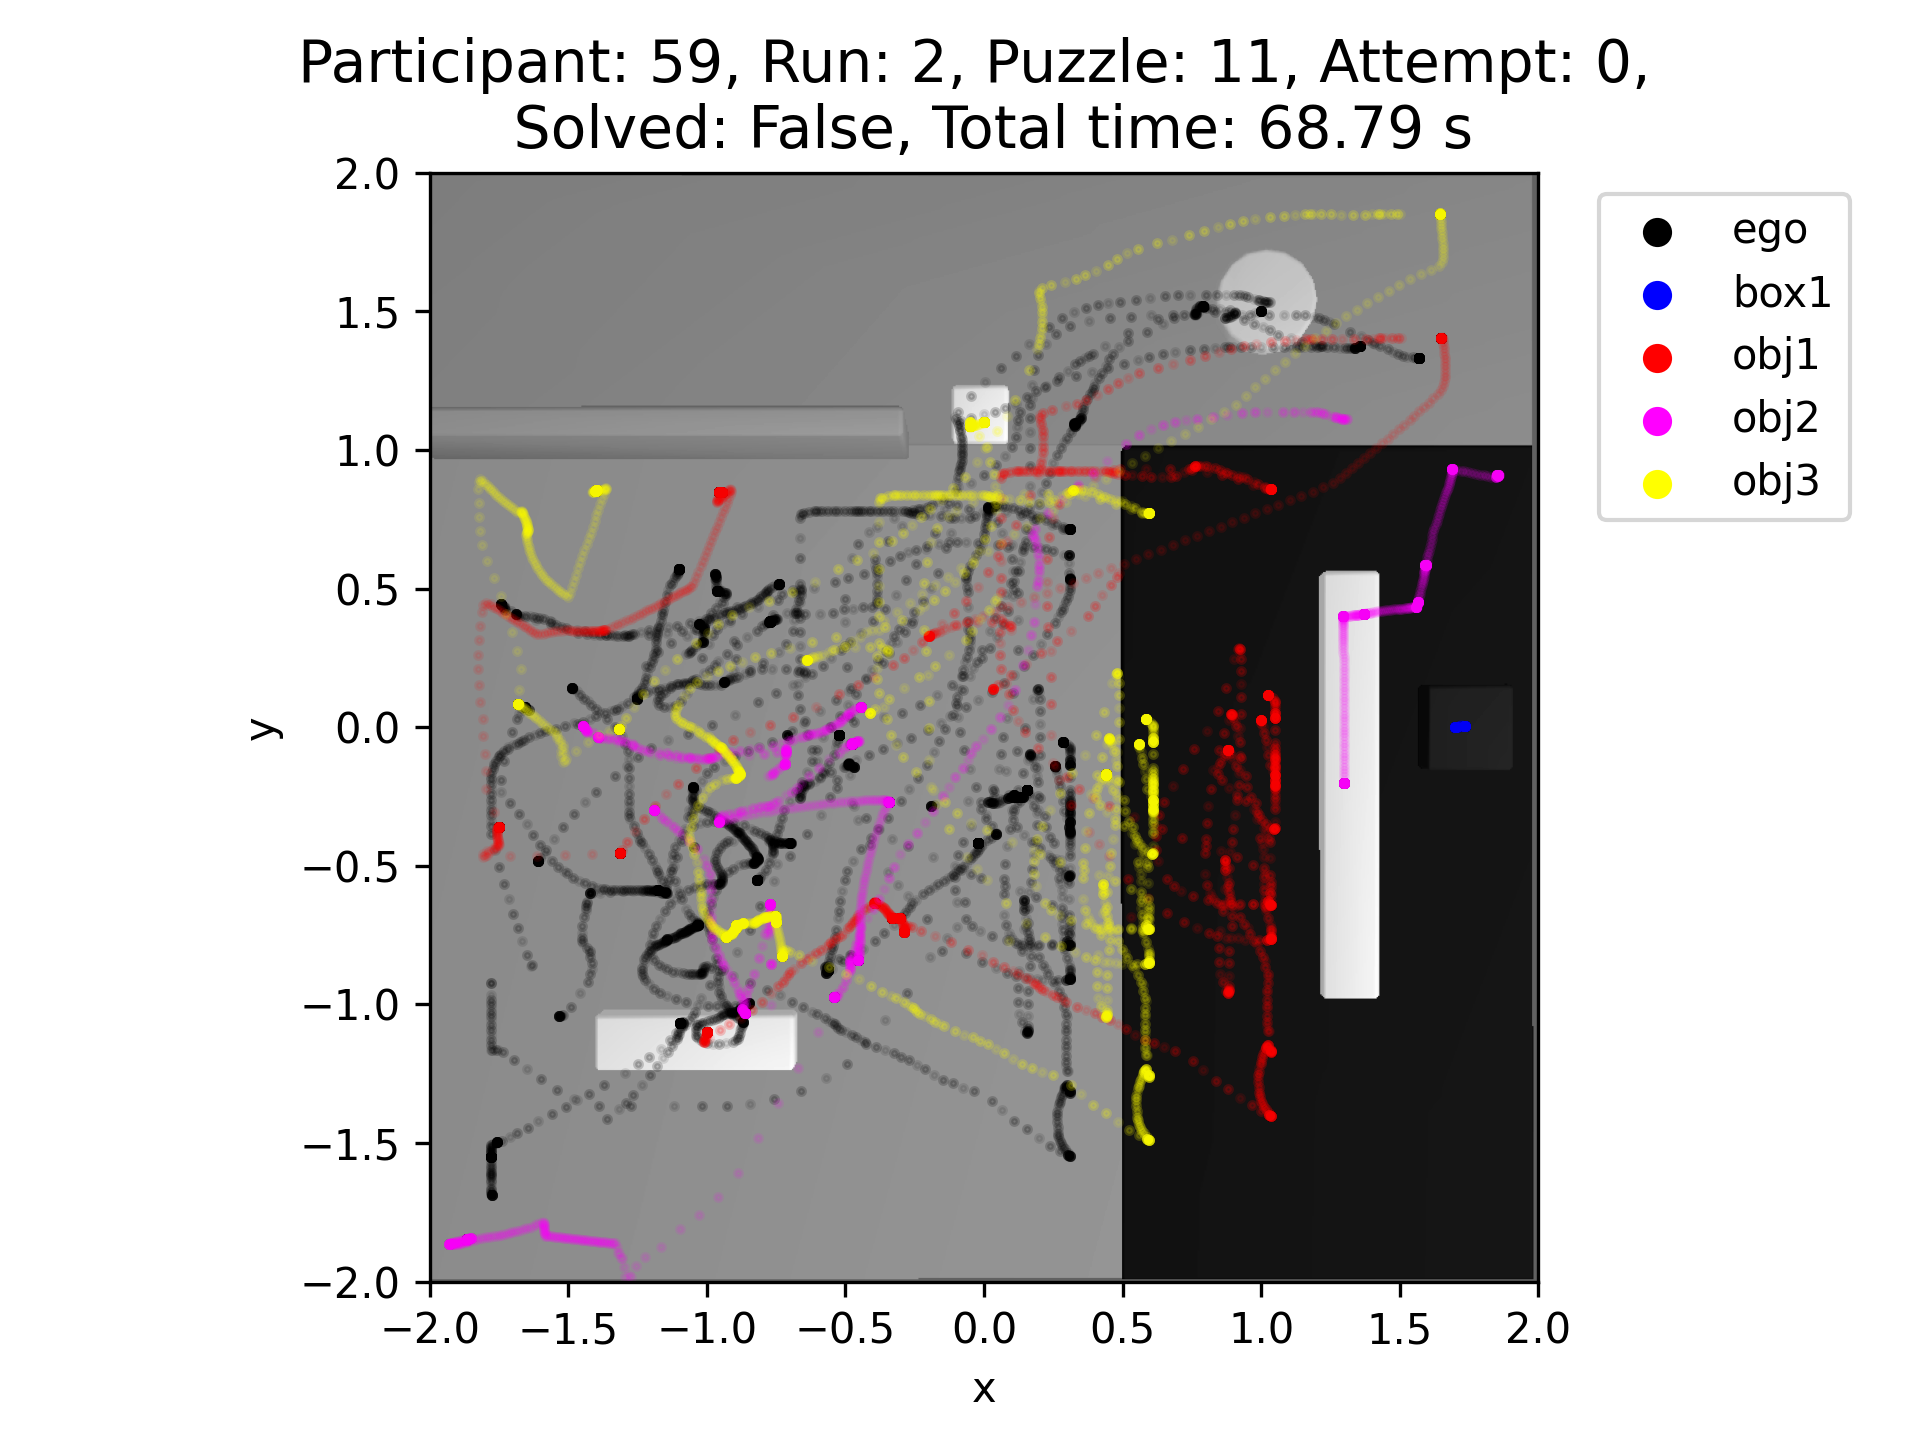 Participant: 59, Run: 2, Puzzle: 11, Attempt: 0,
Solved: False, Total time: 68.79 s
2.0
1.5
1.0
0.5
0.0
−0.5
−1.0
−1.5
−2.0
y
−2.0 −1.5 −1.0 −0.5 0.0 0.5 1.0 1.5 2.0
x
ego
box1
obj1
obj2
obj3